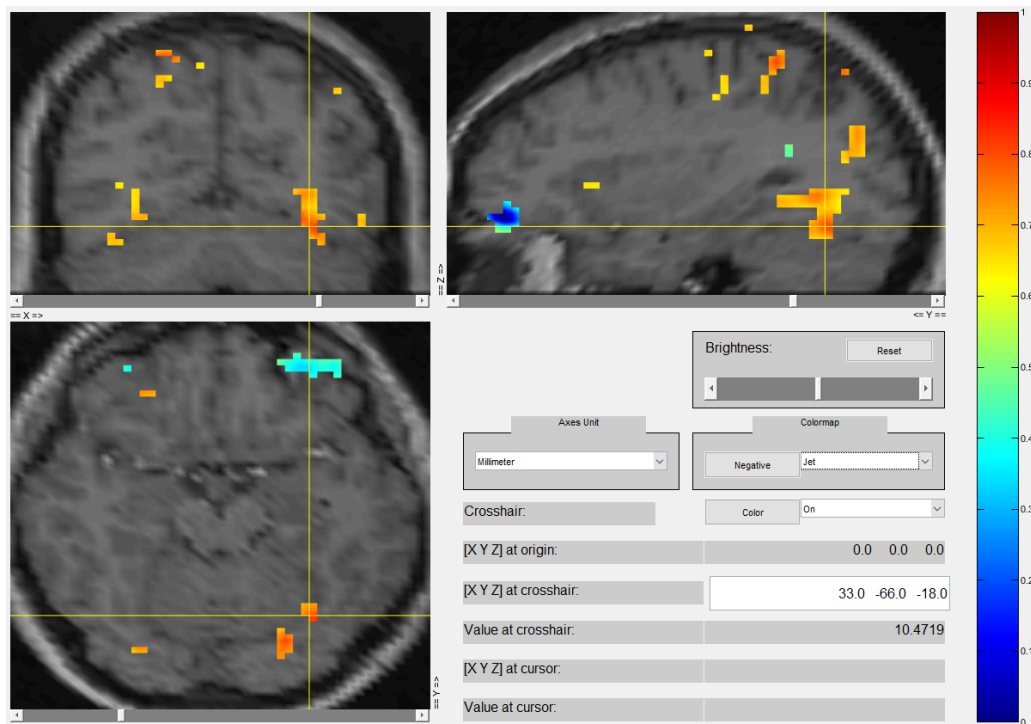 1
0.9
0.8
0.7
0.6
0.5
0.4
0.3
0.2
0.1
0
== Z =>
== X =>
<= Y ==
Brightness:
Reset
Axes Unit
Colormap
Millimeter
Negative
Jet
Crosshair:
Color
On
[X Y Z] at origin:
0.0 0.0 0.0
[X Y Z] at crosshair:
33.0 -66.0 -18.0
Value at crosshair:
10.4719
[X Y Z] at cursor:
== Y =>
Value at cursor: